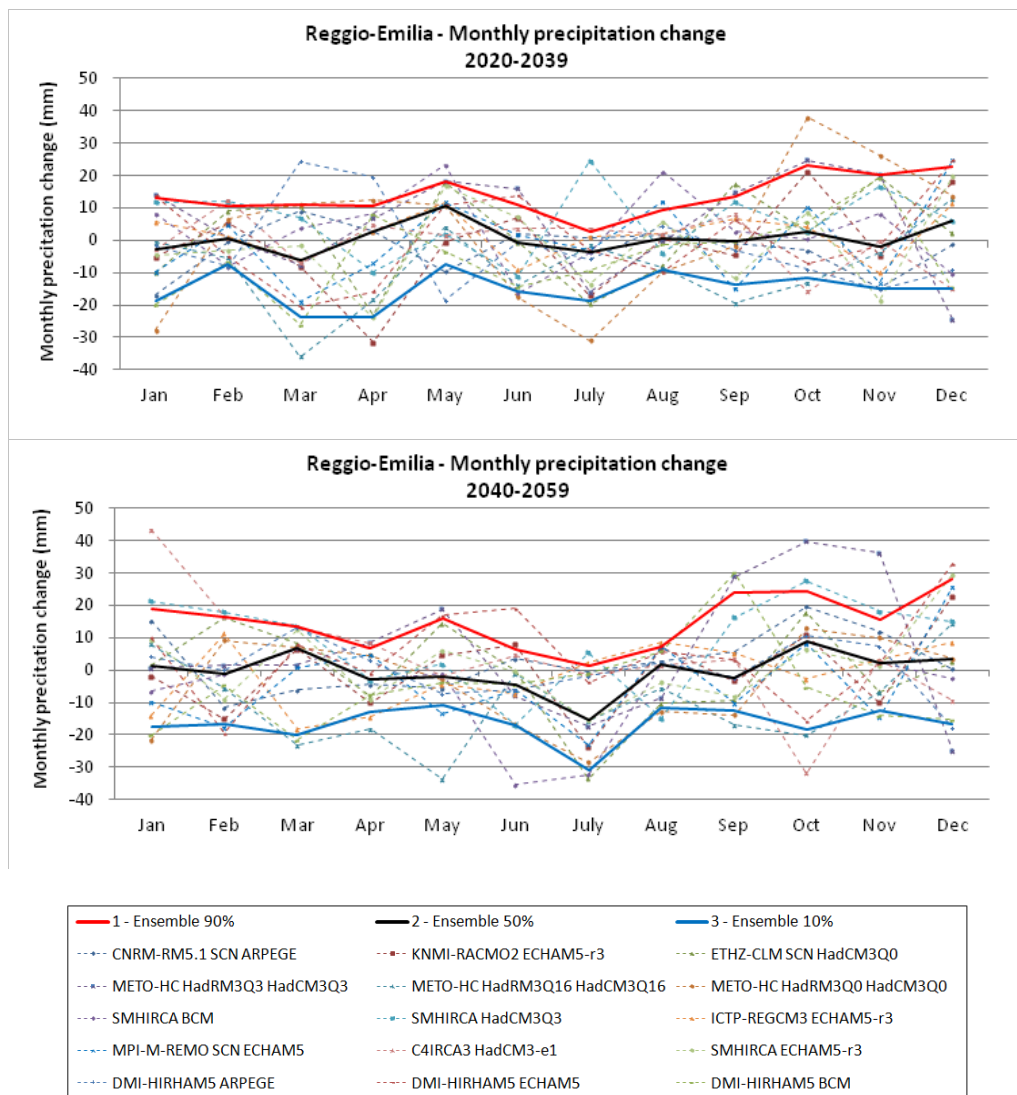 Reggio-Emilia - Monthly precipitation change
2020-2039
Monthly precipitation change (mm)
50
40
30
20
10
0
-10
-20
-30
-40
Jan Feb Mar Apr May Jun July Aug Sep Oct Nov Dec
Reggio-Emilia - Monthly precipitation change
2040-2059
Monthly precitation change (mm)
50
40
30
20
10
0
-10
-20
-30
-40
Jan Feb Mar Apr May Jun July Aug Sep Oct Nov Dec
1 - Ensemble 90% 2 - Ensemble 50% 3 - Ensemble 10%
CNRM-RM5.1 SCN ARPEGE KNMI-RACMO2 ECHAM5-r3 ETHZ-CLM SCN HadCM3Q0
METO-HC HadRM3Q3 HadCM3Q3 METO-HC HadRM3Q16 HadCM3Q16 METO-HC HadRM3Q0 HadCM3Q0
SMHIRCA BCM SMHIRCA HadCM3Q3 ICTP-REGCM3 ECHAM5-r3
MPI-M-REMO SCN ECHAM5 C4IRCA3 HadCM3-e1 SMHIRCA ECHAM5-r3
DMI-HIRHAM5 ARPEGE DMI-HIRHAM5 ECHAM5 DMI-HIRHAM5 BCM